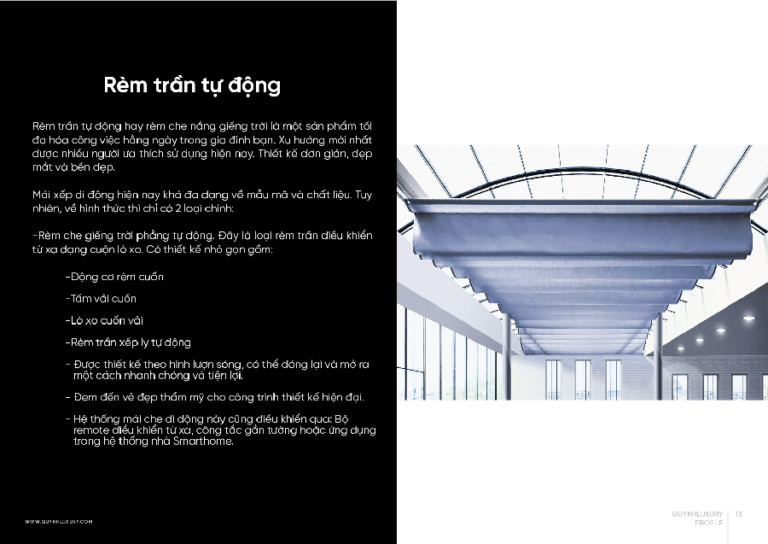 Rèm trần tự động
Rèm trần tự động hay rèm che nắng giếng trời là một sản phẩm tối
đa hóa công việc hằng ngày trong gia đình bạn. Xu hướng mới nhất
được nhiều người ưa thích sử dụng hiện nay. Thiết kế đơn giản, đẹp
mắt và bền đẹp.
Mái xếp di động hiện nay khá đa dạng về mẫu mã và chất liệu. Tuy
nhiên, về hình thức thì chỉ có 2 loại chính:
-Rèm che giếng trời phẳng tự động. Đây là loại rèm trần điều khiển
từ xa dạng cuộn lò xo. Có thiết kế nhỏ gọn gồm:
-Động cơ rèm cuốn
-Tấm vải cuốn
-Lò xo cuốn vải
-Rèm trần xếp ly tự động
- Được thiết kế theo hình lượn sóng, có thể đóng lại và mở ra
một cách nhanh chóng và tiện lợi.
- Đem đến vẻ đẹp thẩm mỹ cho công trình thiết kế hiện đại.
- Hệ thống mái che di động này cũng điều khiển qua: Bộ
remote điều khiển từ xa, công tắc gắn tường hoặc ứng dụng
trong hệ thống nhà Smarthome.
WWW.QUYNHLUXURY.COM
QUYNHLUXURY 13
PROFILE